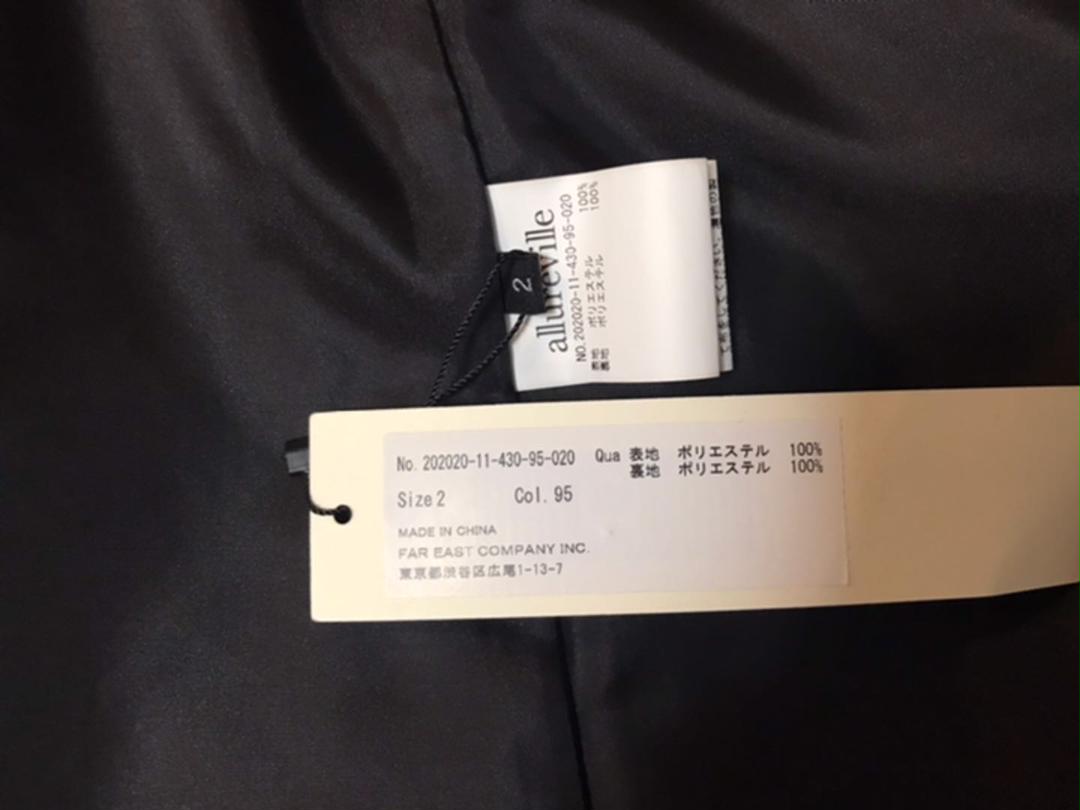 allureville
NO.202020-11-430-95-020
表地 ポリエステル 100%
裏地 ポリエステル 100%
2
No. 202020-11-430-95-020 Qua 表地 ポリエステル 100%
裏地 ポリエステル 100%
Size 2 Col. 95
MADE IN CHINA
FAR EAST COMPANY INC.
東京都渋谷区広尾1-13-7